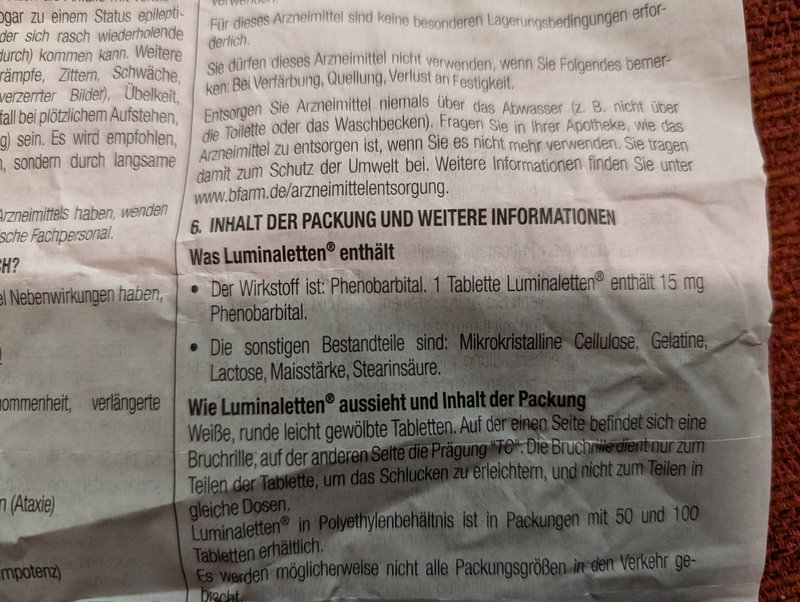 ogar zu einem Status epilepti-
der sich rasch wiederholende
durch) kommen kann. Weitere
rämpfe, Zittern, Schwäche,
verzerrter Bilder), Übelkeit,
fall bei plötzlichem Aufstehen,
g) sein. Es wird empfohlen,
n, sondern durch langsame
Arzneimittels haben, wenden
ische Fachpersonal.
CH?
el Nebenwirkungen haben,
ommenheit, verlängerte
n (Ataxie)
mpotenz)
verwenden.
Für dieses Arzneimittel sind keine besonderen Lagerungsbedingungen erfor-
derlich.
Sie dürfen dieses Arzneimittel nicht verwenden, wenn Sie Folgendes bemer-
ken: Bei Verfärbung, Quellung, Verlust an Festigkeit.
Entsorgen Sie Arzneimittel niemals über das Abwasser (z. B. nicht über
die Toilette oder das Waschbecken). Fragen Sie in Ihrer Apotheke, wie das
Arzneimittel zu entsorgen ist, wenn Sie es nicht mehr verwenden. Sie tragen
damit zum Schutz der Umwelt bei. Weitere Informationen finden Sie unter
www.bfarm.de/arzneimittelentsorgung.
6. INHALT DER PACKUNG UND WEITERE INFORMATIONEN
Was Luminaletten® enthält
• Der Wirkstoff ist: Phenobarbital. 1 Tablette Luminaletten® enthält 15 mg
Phenobarbital.
• Die sonstigen Bestandteile sind: Mikrokristalline Cellulose, Gelatine,
Lactose, Maisstärke, Stearinsäure.
Wie Luminaletten® aussieht und Inhalt der Packung
Weiße, runde leicht gewölbte Tabletten. Auf der einen Seite befindet sich eine
Bruchrille, auf der anderen Seite die Prägung "TC". Die Bruchrille dient nur zum
Teilen der Tablette, um das Schlucken zu erleichtern, und nicht zum Teilen in
gleiche Dosen.
Luminaletten® in Polyethylenbehältnis ist in Packungen mit 50 und 100
Tabletten erhältlich.
Es werden möglicherweise nicht alle Packungsgrößen in den Verkehr ge-
bracht.